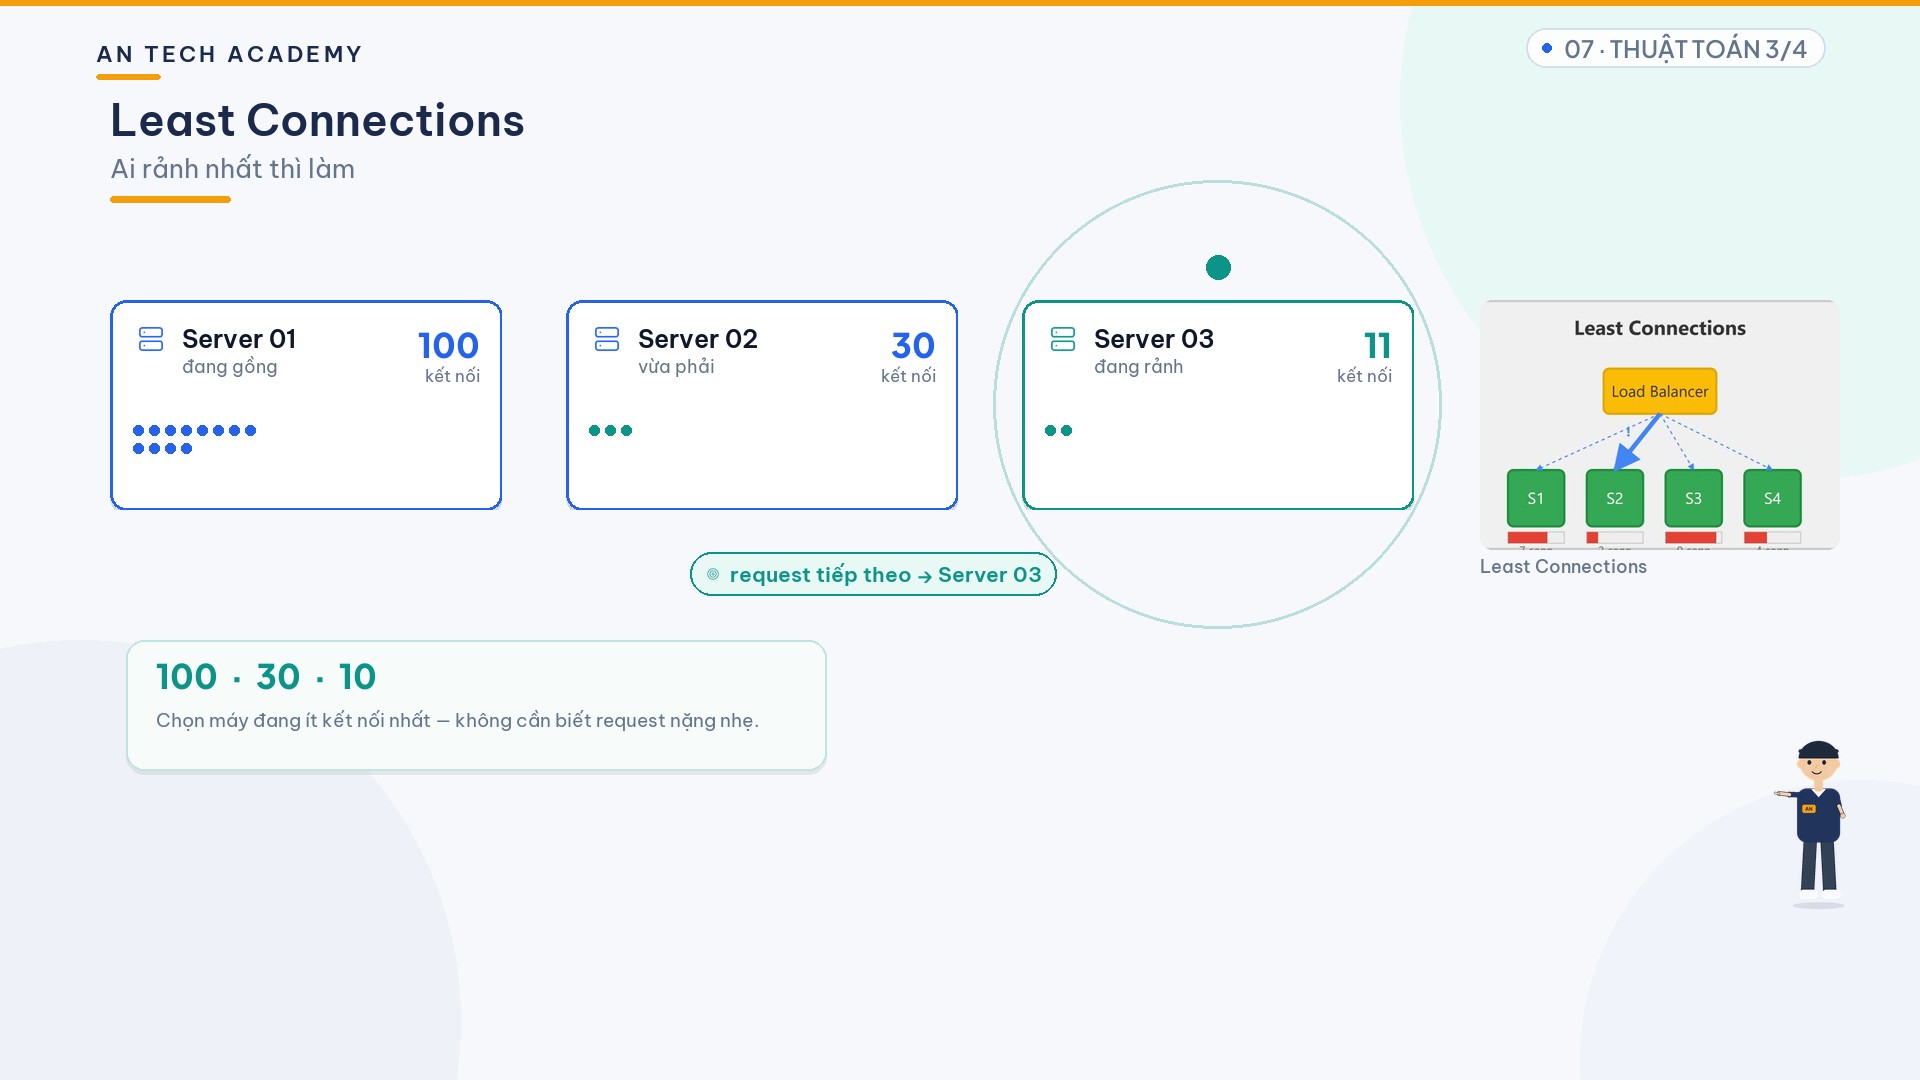 AN TECH ACADEMY
07 · THUẬT TOÁN 3/4
Least Connections
Ai rảnh nhất thì làm
Server 01
đang gồng
100
kết nối
Server 02
vừa phải
30
kết nối
Server 03
đang rảnh
11
kết nối
Least Connections
Load Balancer
S1
S2
S3
S4
Least Connections
request tiếp theo → Server 03
100 · 30 · 10
Chọn máy đang ít kết nối nhất — không cần biết request nặng nhẹ.
AN